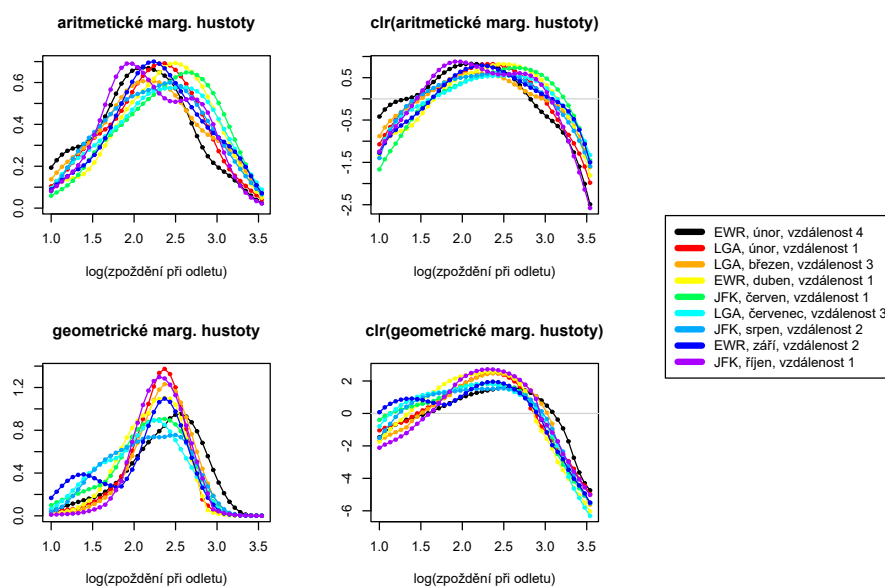 aritmetické marg. hustoty
0.0 0.2 0.4 0.6
1.0 1.5 2.0 2.5 3.0 3.5
log(zpoždění při odletu)
clr(aritmetické marg. hustoty)
-2.5 -1.5 -0.5 0.5
1.0 1.5 2.0 2.5 3.0 3.5
log(zpoždění při odletu)
EWR, únor, vzdálenost 4
LGA, únor, vzdálenost 1
LGA, březen, vzdálenost 3
EWR, duben, vzdálenost 1
JFK, červen, vzdálenost 1
LGA, červenec, vzdálenost 3
JFK, srpen, vzdálenost 2
EWR, září, vzdálenost 2
JFK, říjen, vzdálenost 1
geometrické marg. hustoty
0.0 0.4 0.8 1.2
1.0 1.5 2.0 2.5 3.0 3.5
log(zpoždění při odletu)
clr(geometrické marg. hustoty)
-6 -4 -2 0 2
1.0 1.5 2.0 2.5 3.0 3.5
log(zpoždění při odletu)